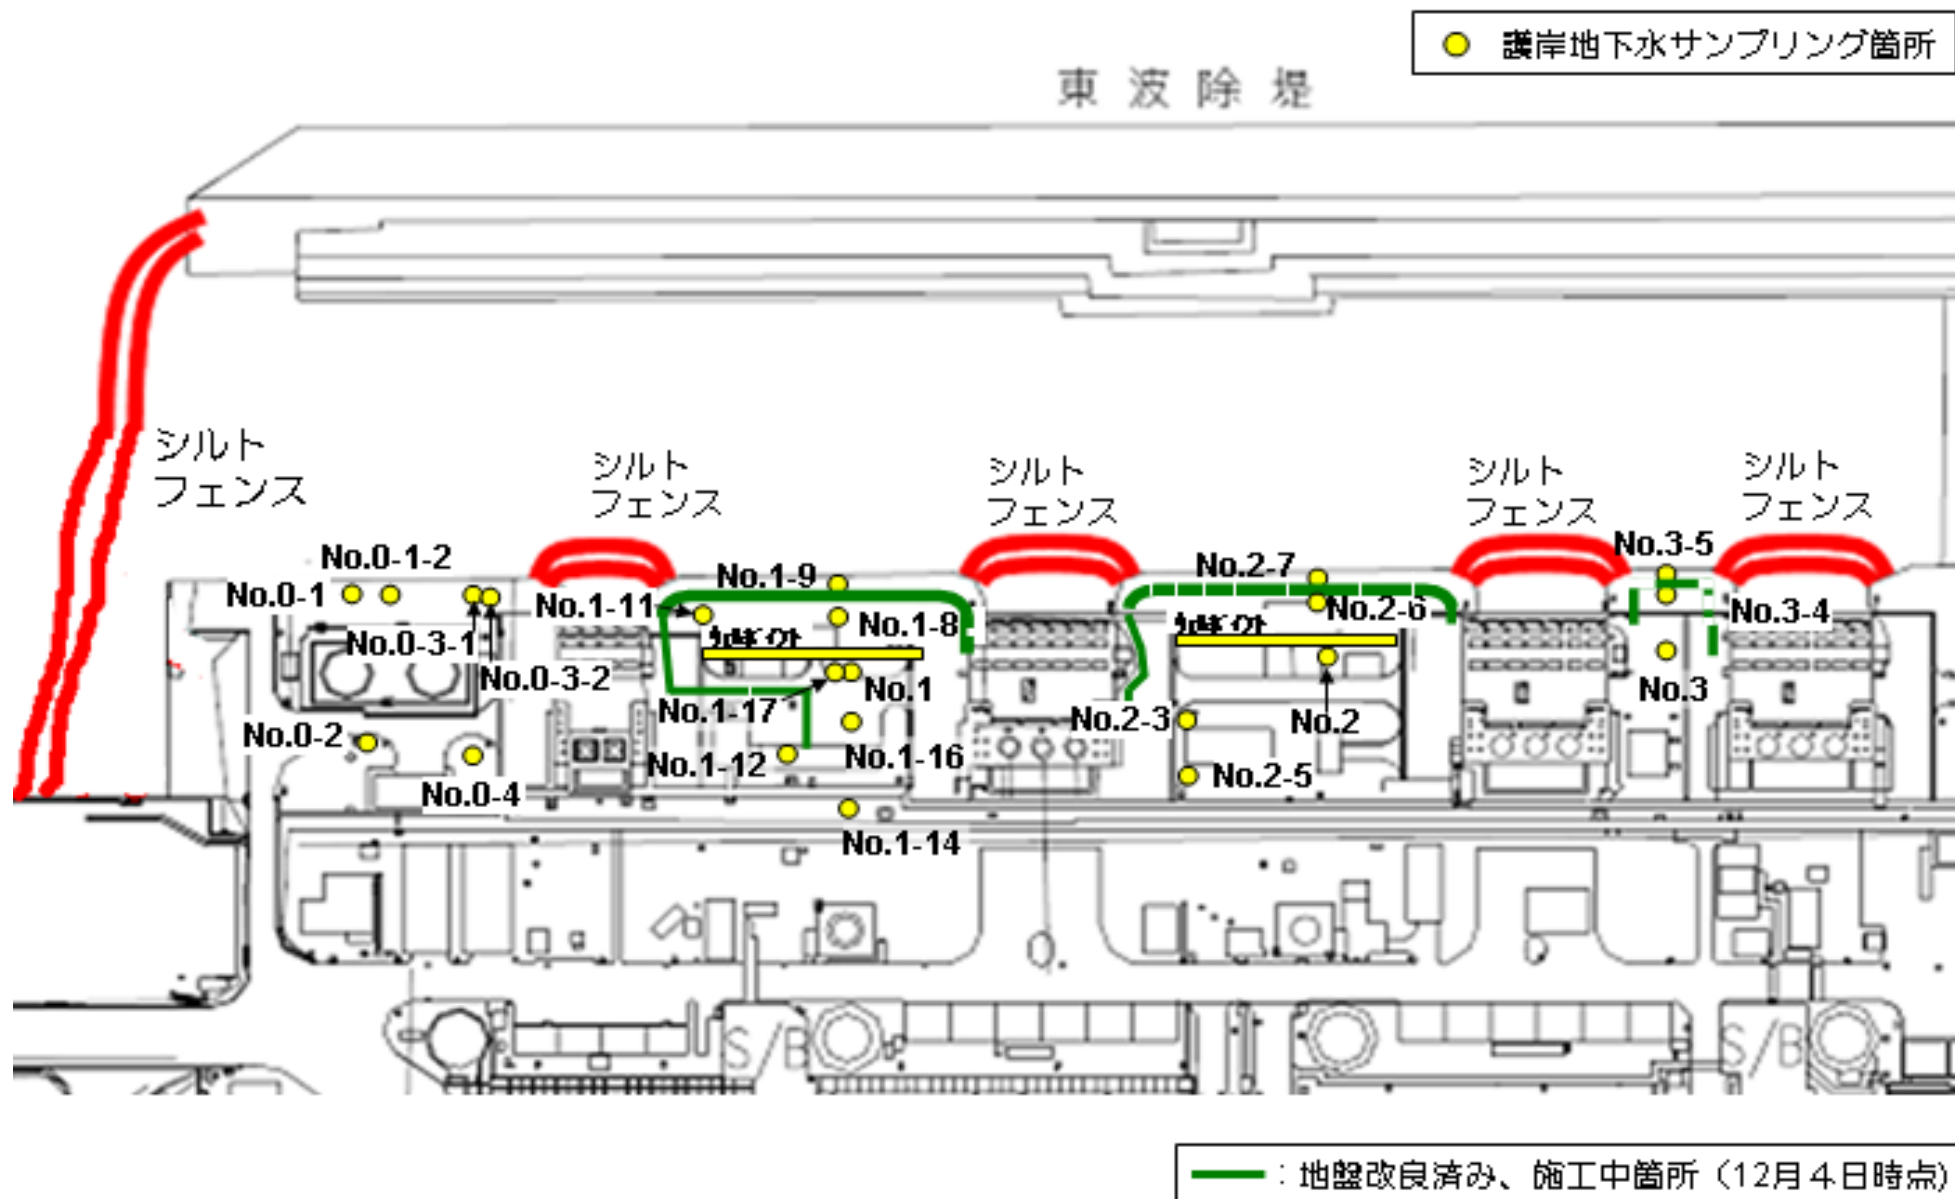 護岸地下水サンプリング箇所
東波除堤
シルト
フェンス
シルト
フェンス
シルト
フェンス
シルト
フェンス
シルト
フェンス
No.0-1-2
No.0-1
No.0-3-1
No.0-3-2
No.0-2
No.0-4
No.1-9
No.1-11
No.1-8
No.1
No.1-17
No.1-16
No.1-12
No.1-14
No.2-7
No.2-6
No.2-3
No.2
No.2-5
No.3-5
No.3-4
No.3
S/B
S/B
:地盤改良済み、施工中箇所（12月4日時点)